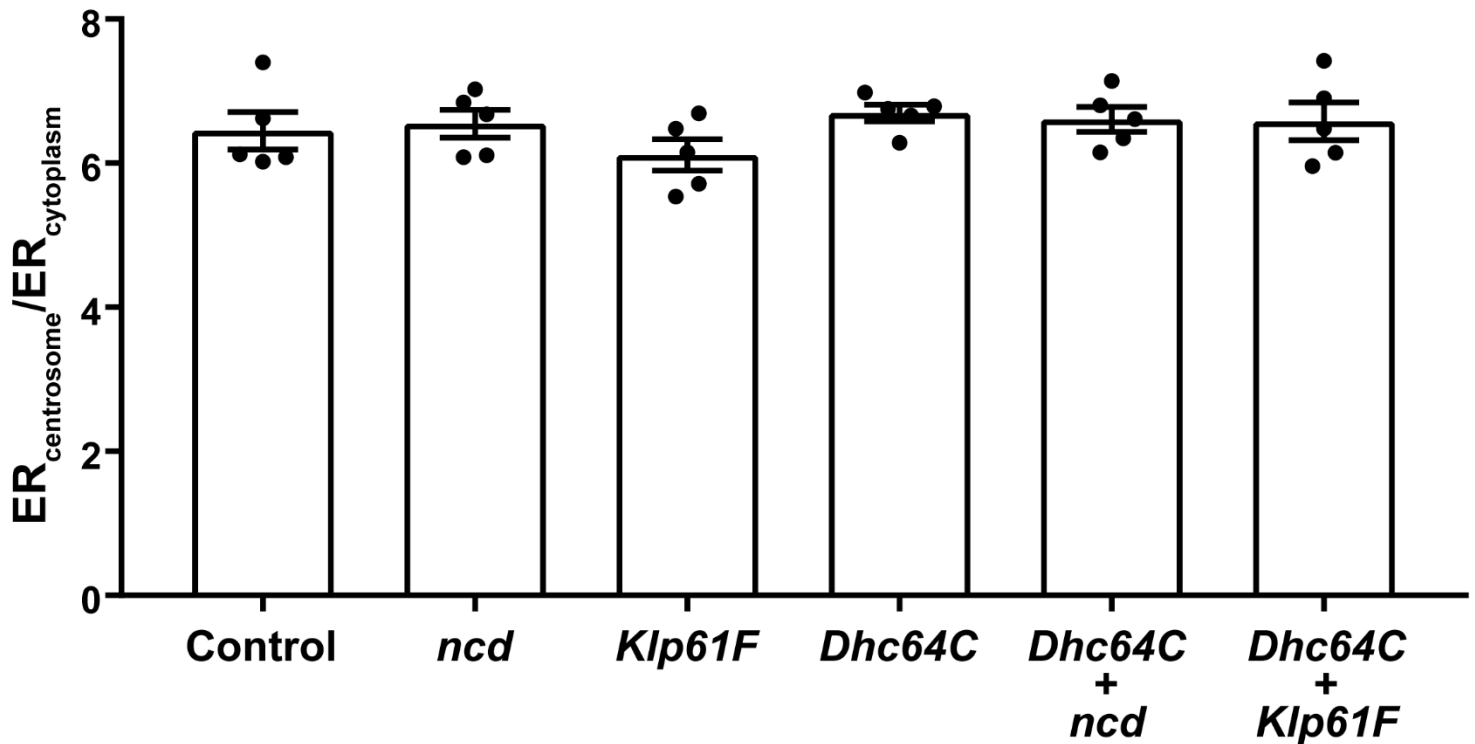 ERcentrosome/ERcytoplasm
8
6
4
2
0
Control
ncd
Klp61F
Dhc64C
Dhc64C
+
ncd
Dhc64C
+
Klp61F